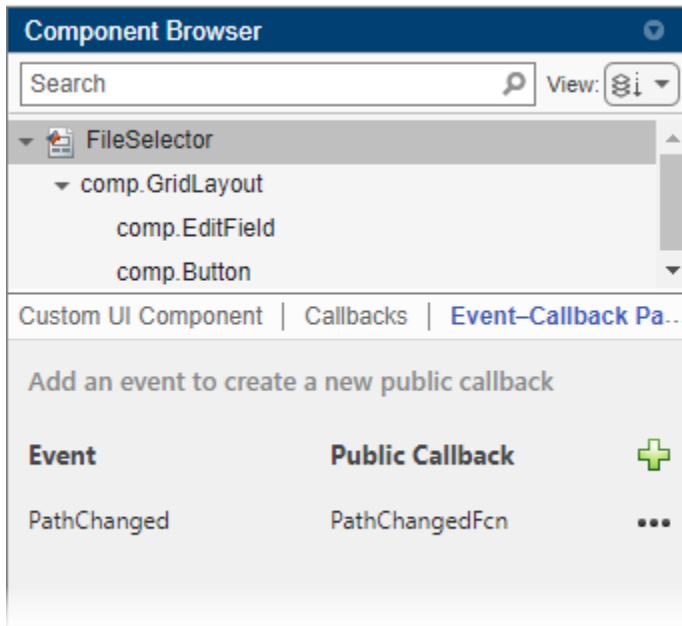 Component Browser
Search View:
FileSelector
comp.GridLayout
comp.EditField
comp.Button
Custom UI Component | Callbacks | Event–Callback Pa...
Add an event to create a new public callback
Event Public Callback
PathChanged PathChangedFcn